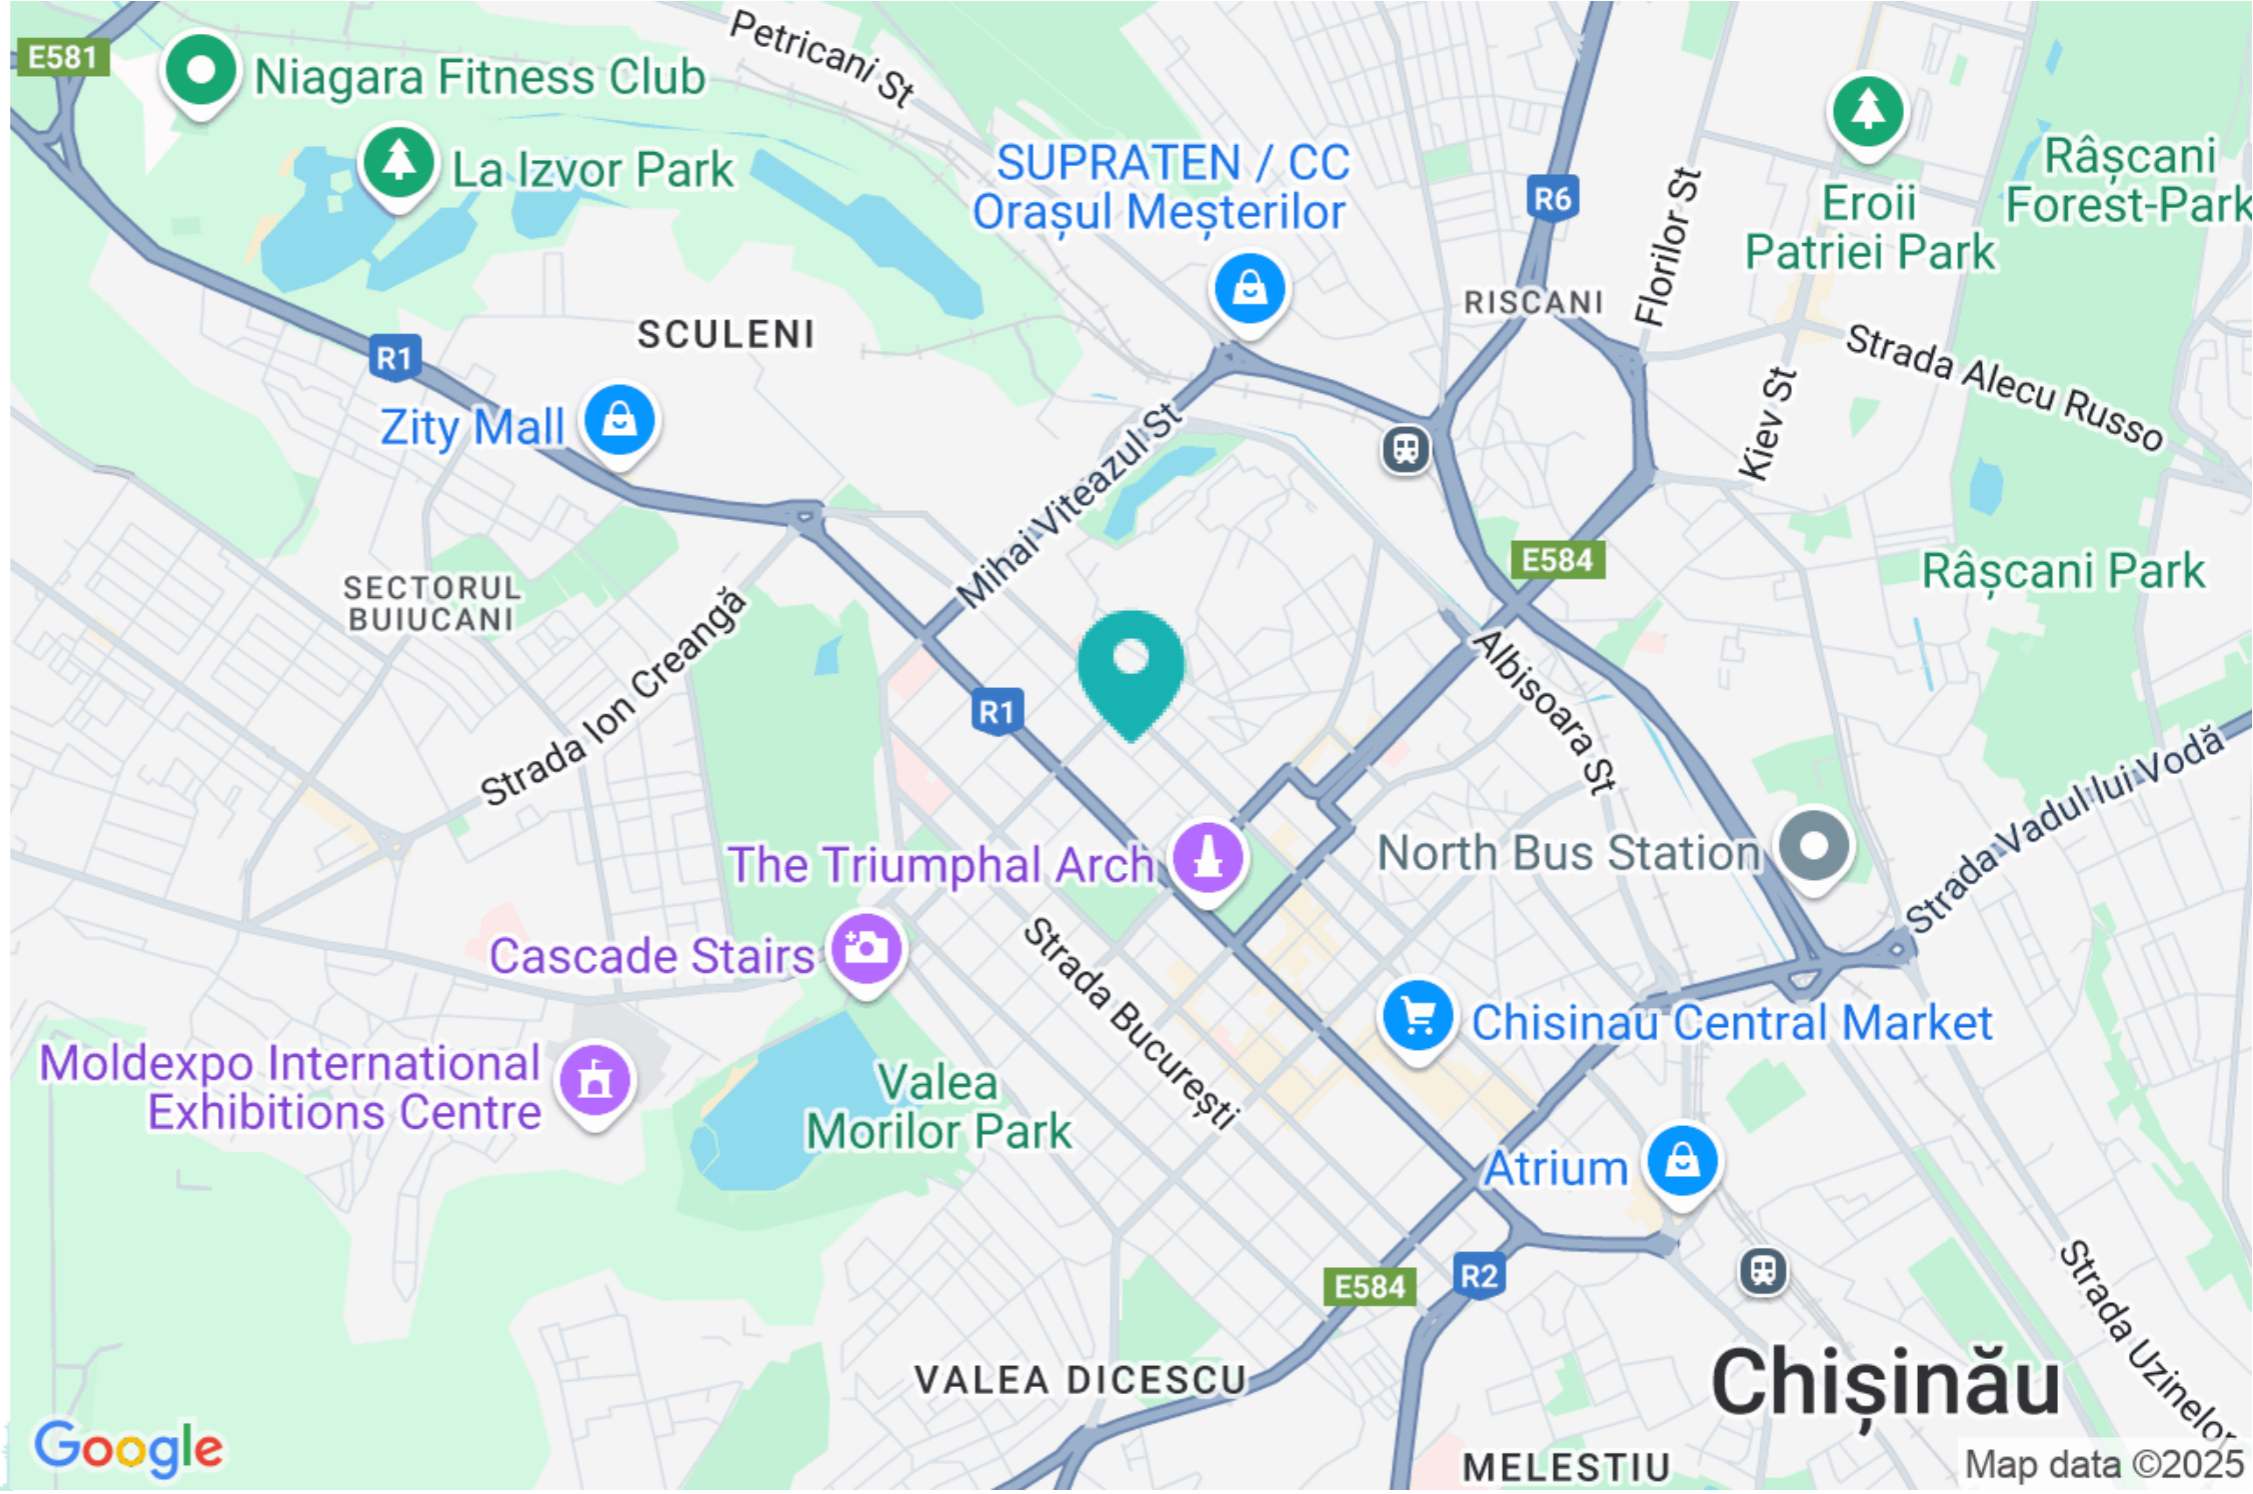 E581
Niagara Fitness Club
Petricani St
La Izvor Park
SUPRATEN / CC
Orașul Meșterilor
R6
Florilor St
Eroii
Patriei Park
Râșcani
Forest-Park
RISCANI
SCULENI
R1
Zity Mall
Strada Alecu Russo
Kiev St
Mihai Viteazul St
E584
Râșcani Park
SECTORUL
BUIUCANI
Strada Ion Creangă
R1
Albisoara St
Strada Vadul lui Vodă
The Triumphal Arch
North Bus Station
Cascade Stairs
Strada București
Chisinau Central Market
Moldexpo International
Exhibitions Centre
Valea
Morilor Park
Atrium
E584
R2
Strada Uzinelor
VALEA DICESCU
Chișinău
MELESTIU
Google
Map data ©2025